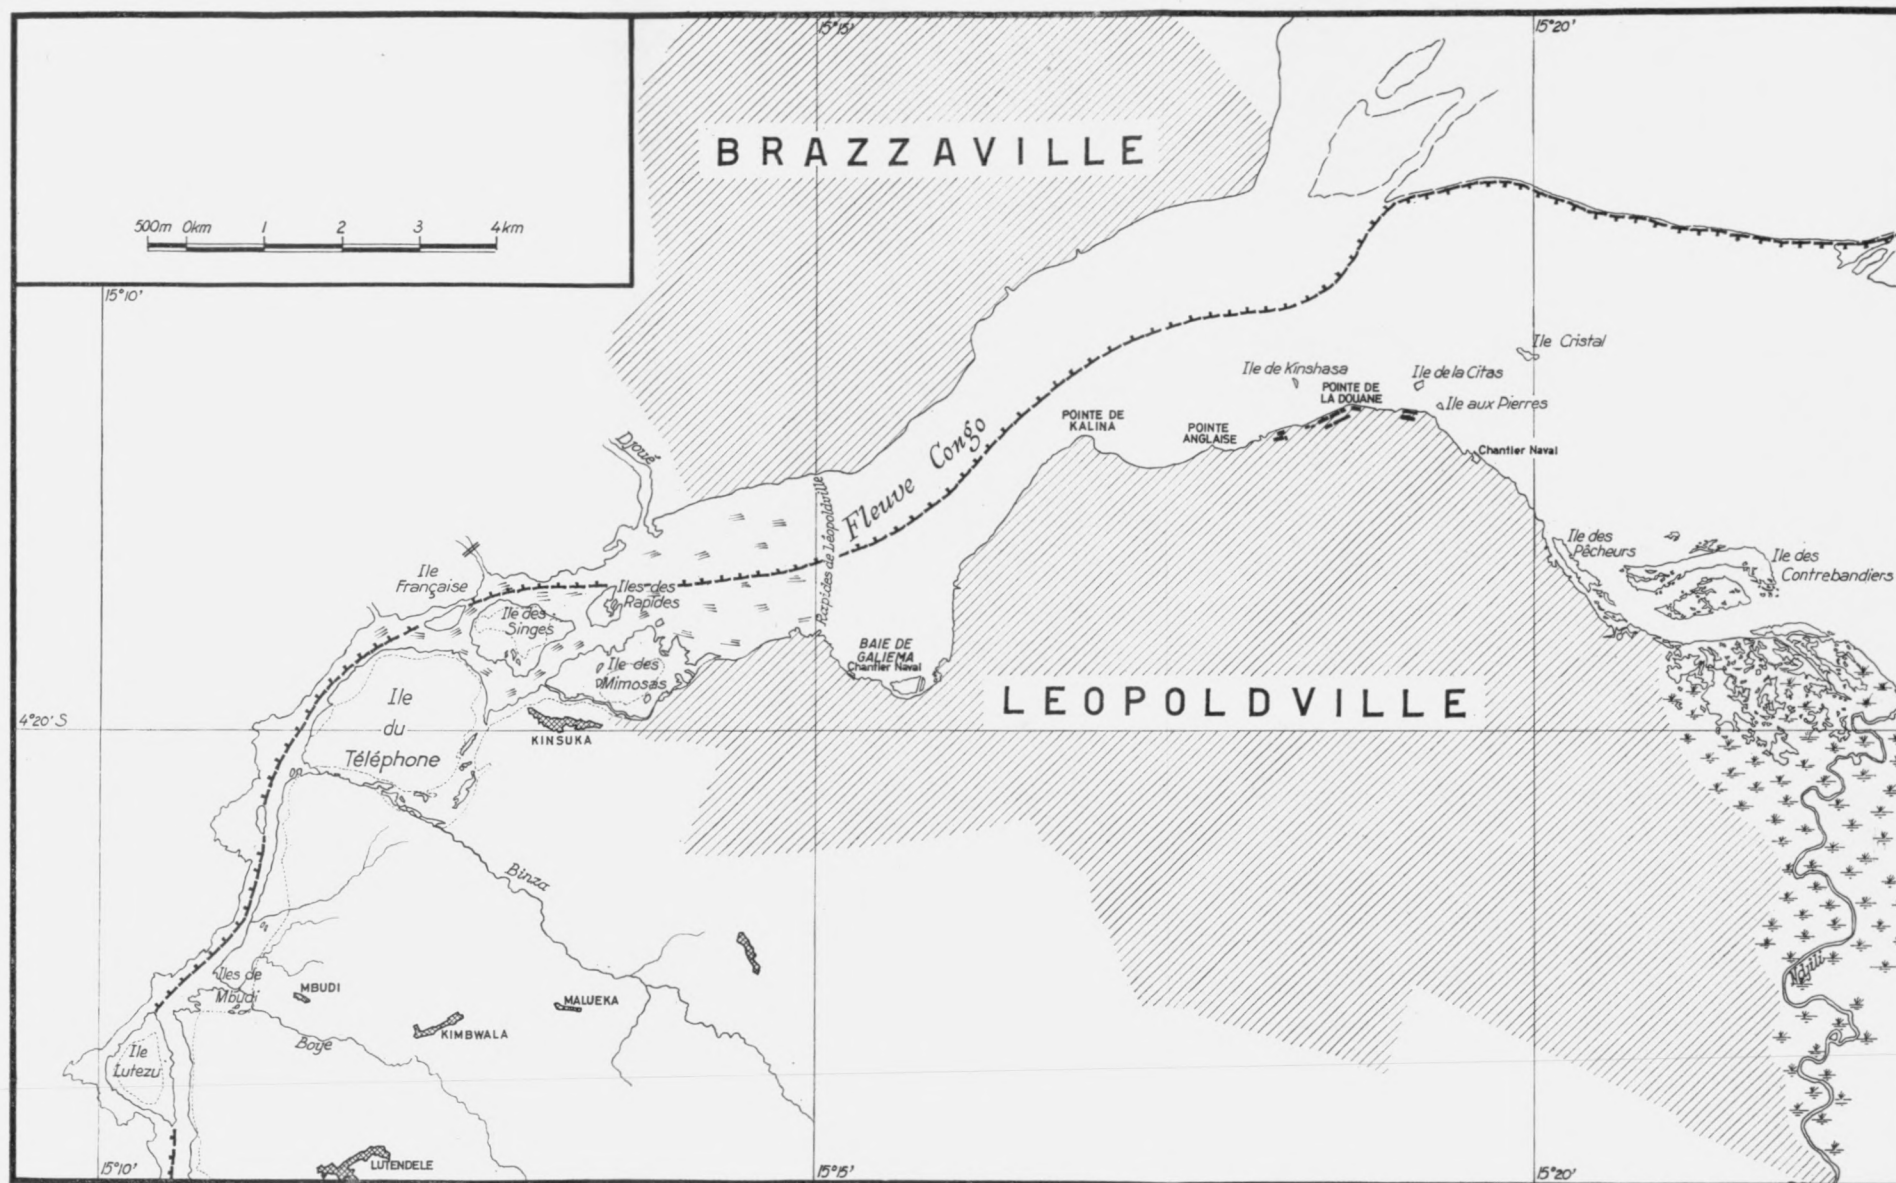 15°15'
15°20'
BRAZZAVILLE
500m 0km 1 2 3 4km
15°10'
Ile Cristal
Ile de Kinshasa
Ile de la Citas
POINTE DE
LA DOUANE
Ile aux Pierres
POINTE DE
KALINA
POINTE
ANGLAISE
Djoué
Chantier Naval
Fleuve Congo
Rapides de Léopoldville
Ile des
Pêcheurs
Ile des
Contrebandiers
Ile
Française
Iles des
Rapides
Ile des
Singes
BAIE DE
GALIEMA
Chantier Naval
Ile des
Mimosas
LEOPOLDVILLE
Ile
du
Téléphone
4°20' S
KINSUKA
Binza
Ndjili
Iles de
Mbudi
MBUDI
MALUEKA
KIMBWALA
Boye
Ile
Lutezu
LUTENDELE
15°10'
15°15'
15°20'